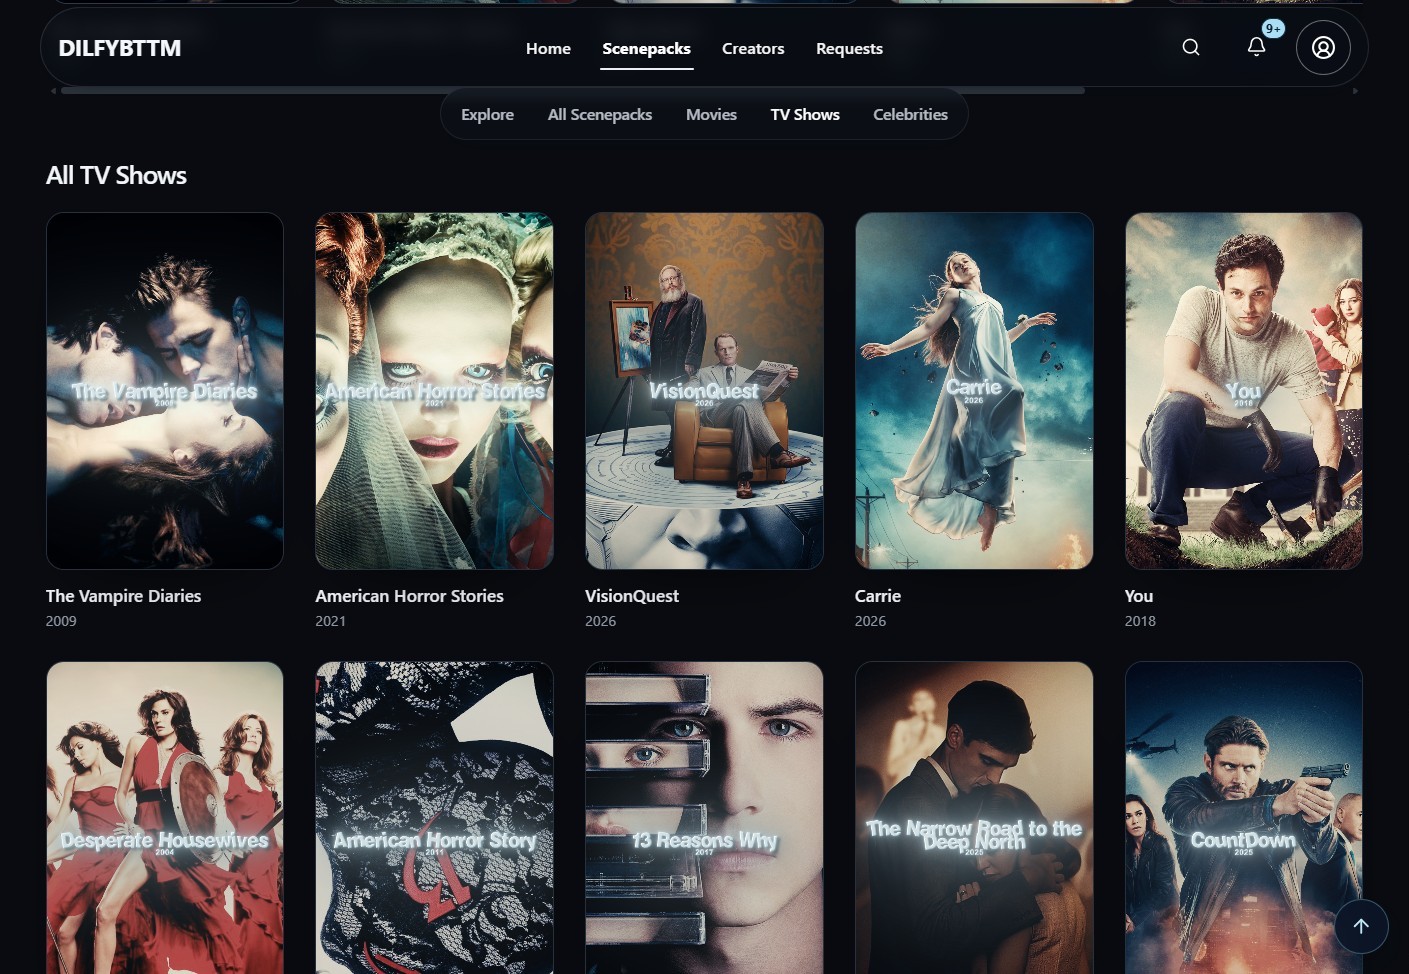 DILFYBTTM
Home Scenepacks Creators Requests
9+
Explore All Scenepacks Movies TV Shows Celebrities
All TV Shows
The Vampire Diaries
2009
American Horror Stories
2021
VisionQuest
2026
Carrie
2026
You
2018
The Vampire Diaries
2009
American Horror Stories
2021
VisionQuest
2026
Carrie
2026
You
2018
Desperate Housewives
2004
American Horror Story
2011
13 Reasons Why
2017
The Narrow Road to the
Deep North
2025
CountDown
2025